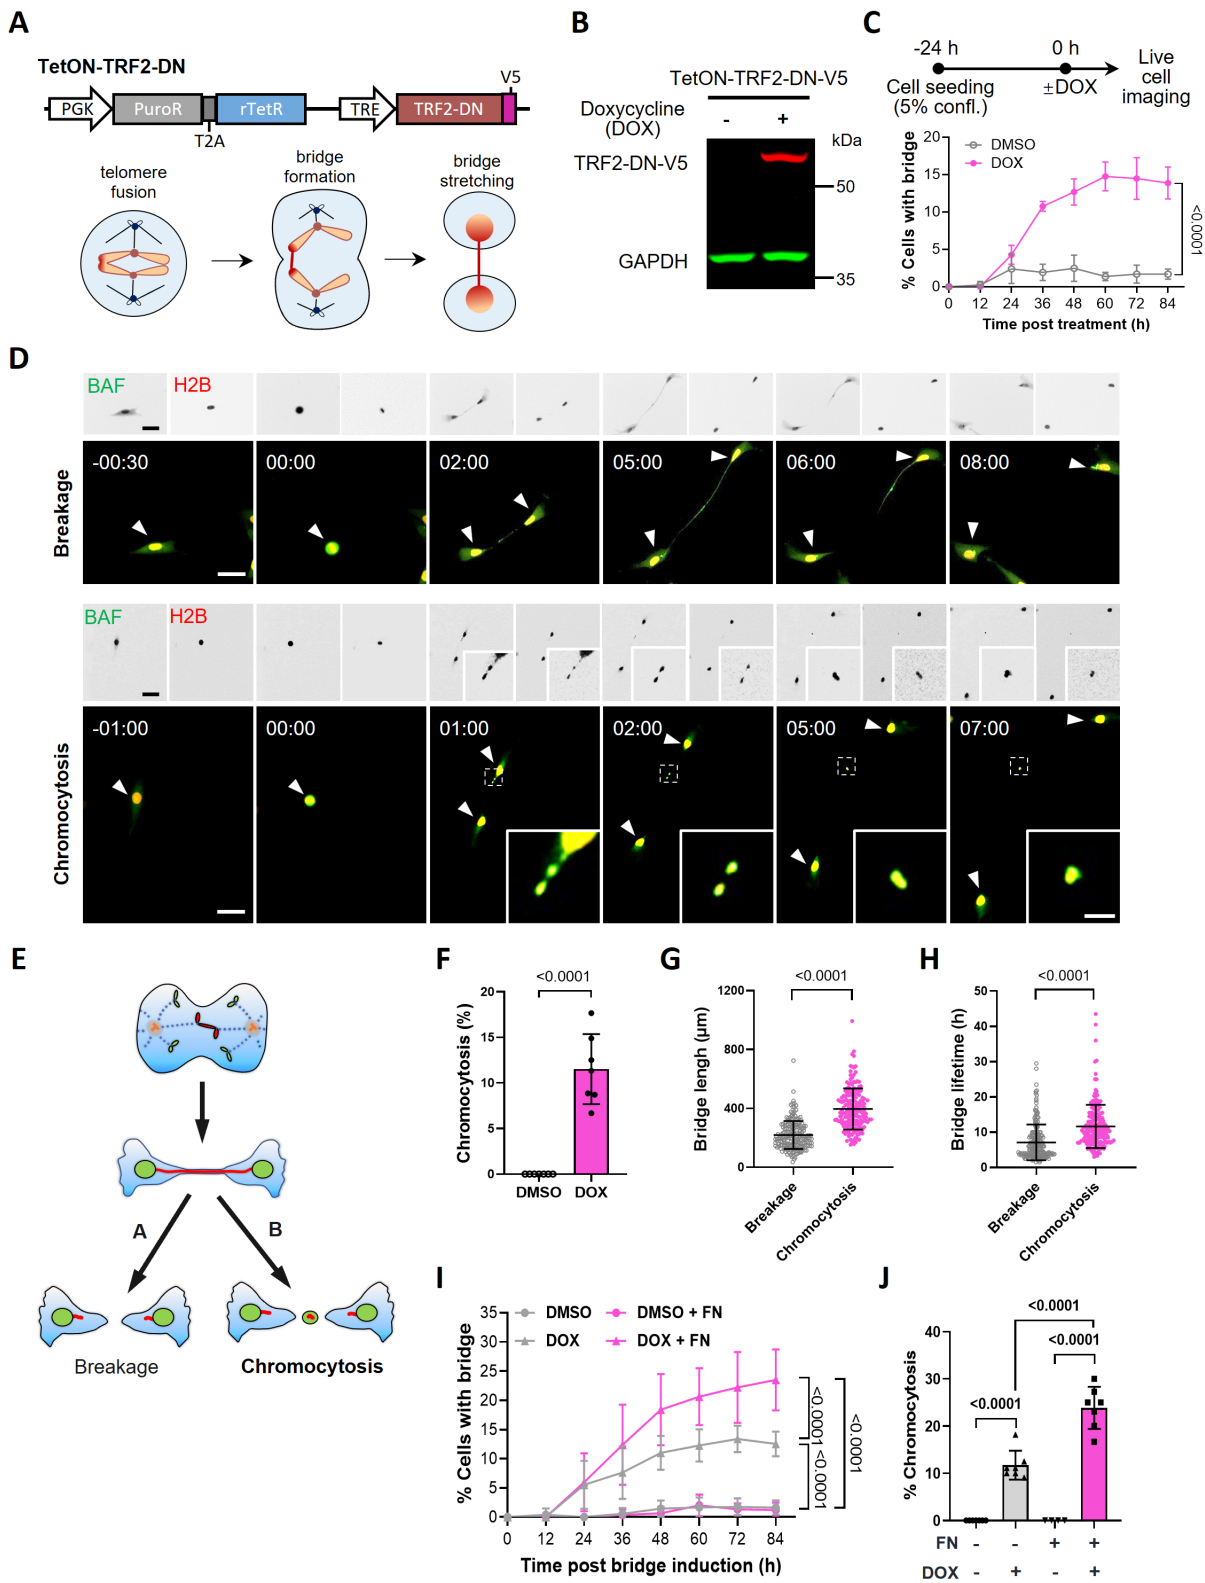 A
TetON-TRF2-DN
V5
PGK
PuroR
rTetR
TRE
TRF2-DN
T2A
telomere
fusion
bridge
formation
bridge
stretching
B
TetON-TRF2-DN-V5
Doxycycline
(DOX)
- +
kDa
TRF2-DN-V5
50
GAPDH
35
C
-24 h
0 h
Cell seeding
(5% confl.)
±DOX
Live
cell
imaging
% Cells with bridge
20
15
10
5
0
DMSO
DOX
<0.0001
0 12 24 36 48 60 72 84
Time post treatment (h)
D
BAF H2B
Breakage
-00:30 00:00 02:00 05:00 06:00 08:00
BAF H2B
Chromocytosis
-01:00 00:00 01:00 02:00 05:00 07:00
E
A
B
Breakage
Chromocytosis
F
<0.0001
Chromocytosis (%)
20
15
10
5
0
DMSO DOX
G
<0.0001
Bridge lengh (µm)
1200
800
400
0
Breakage
Chromocytosis
H
<0.0001
Bridge lifetime (h)
50
40
30
20
10
0
Breakage
Chromocytosis
I
% Cells with bridge
35
30
25
20
15
10
5
0
DMSO DMSO + FN
DOX DOX + FN
<0.0001
<0.0001
<0.0001
0 12 24 36 48 60 72 84
Time post bridge induction (h)
J
<0.0001
<0.0001
<0.0001
% Chromocytosis
40
30
20
10
0
FN - - + +
DOX - + - +